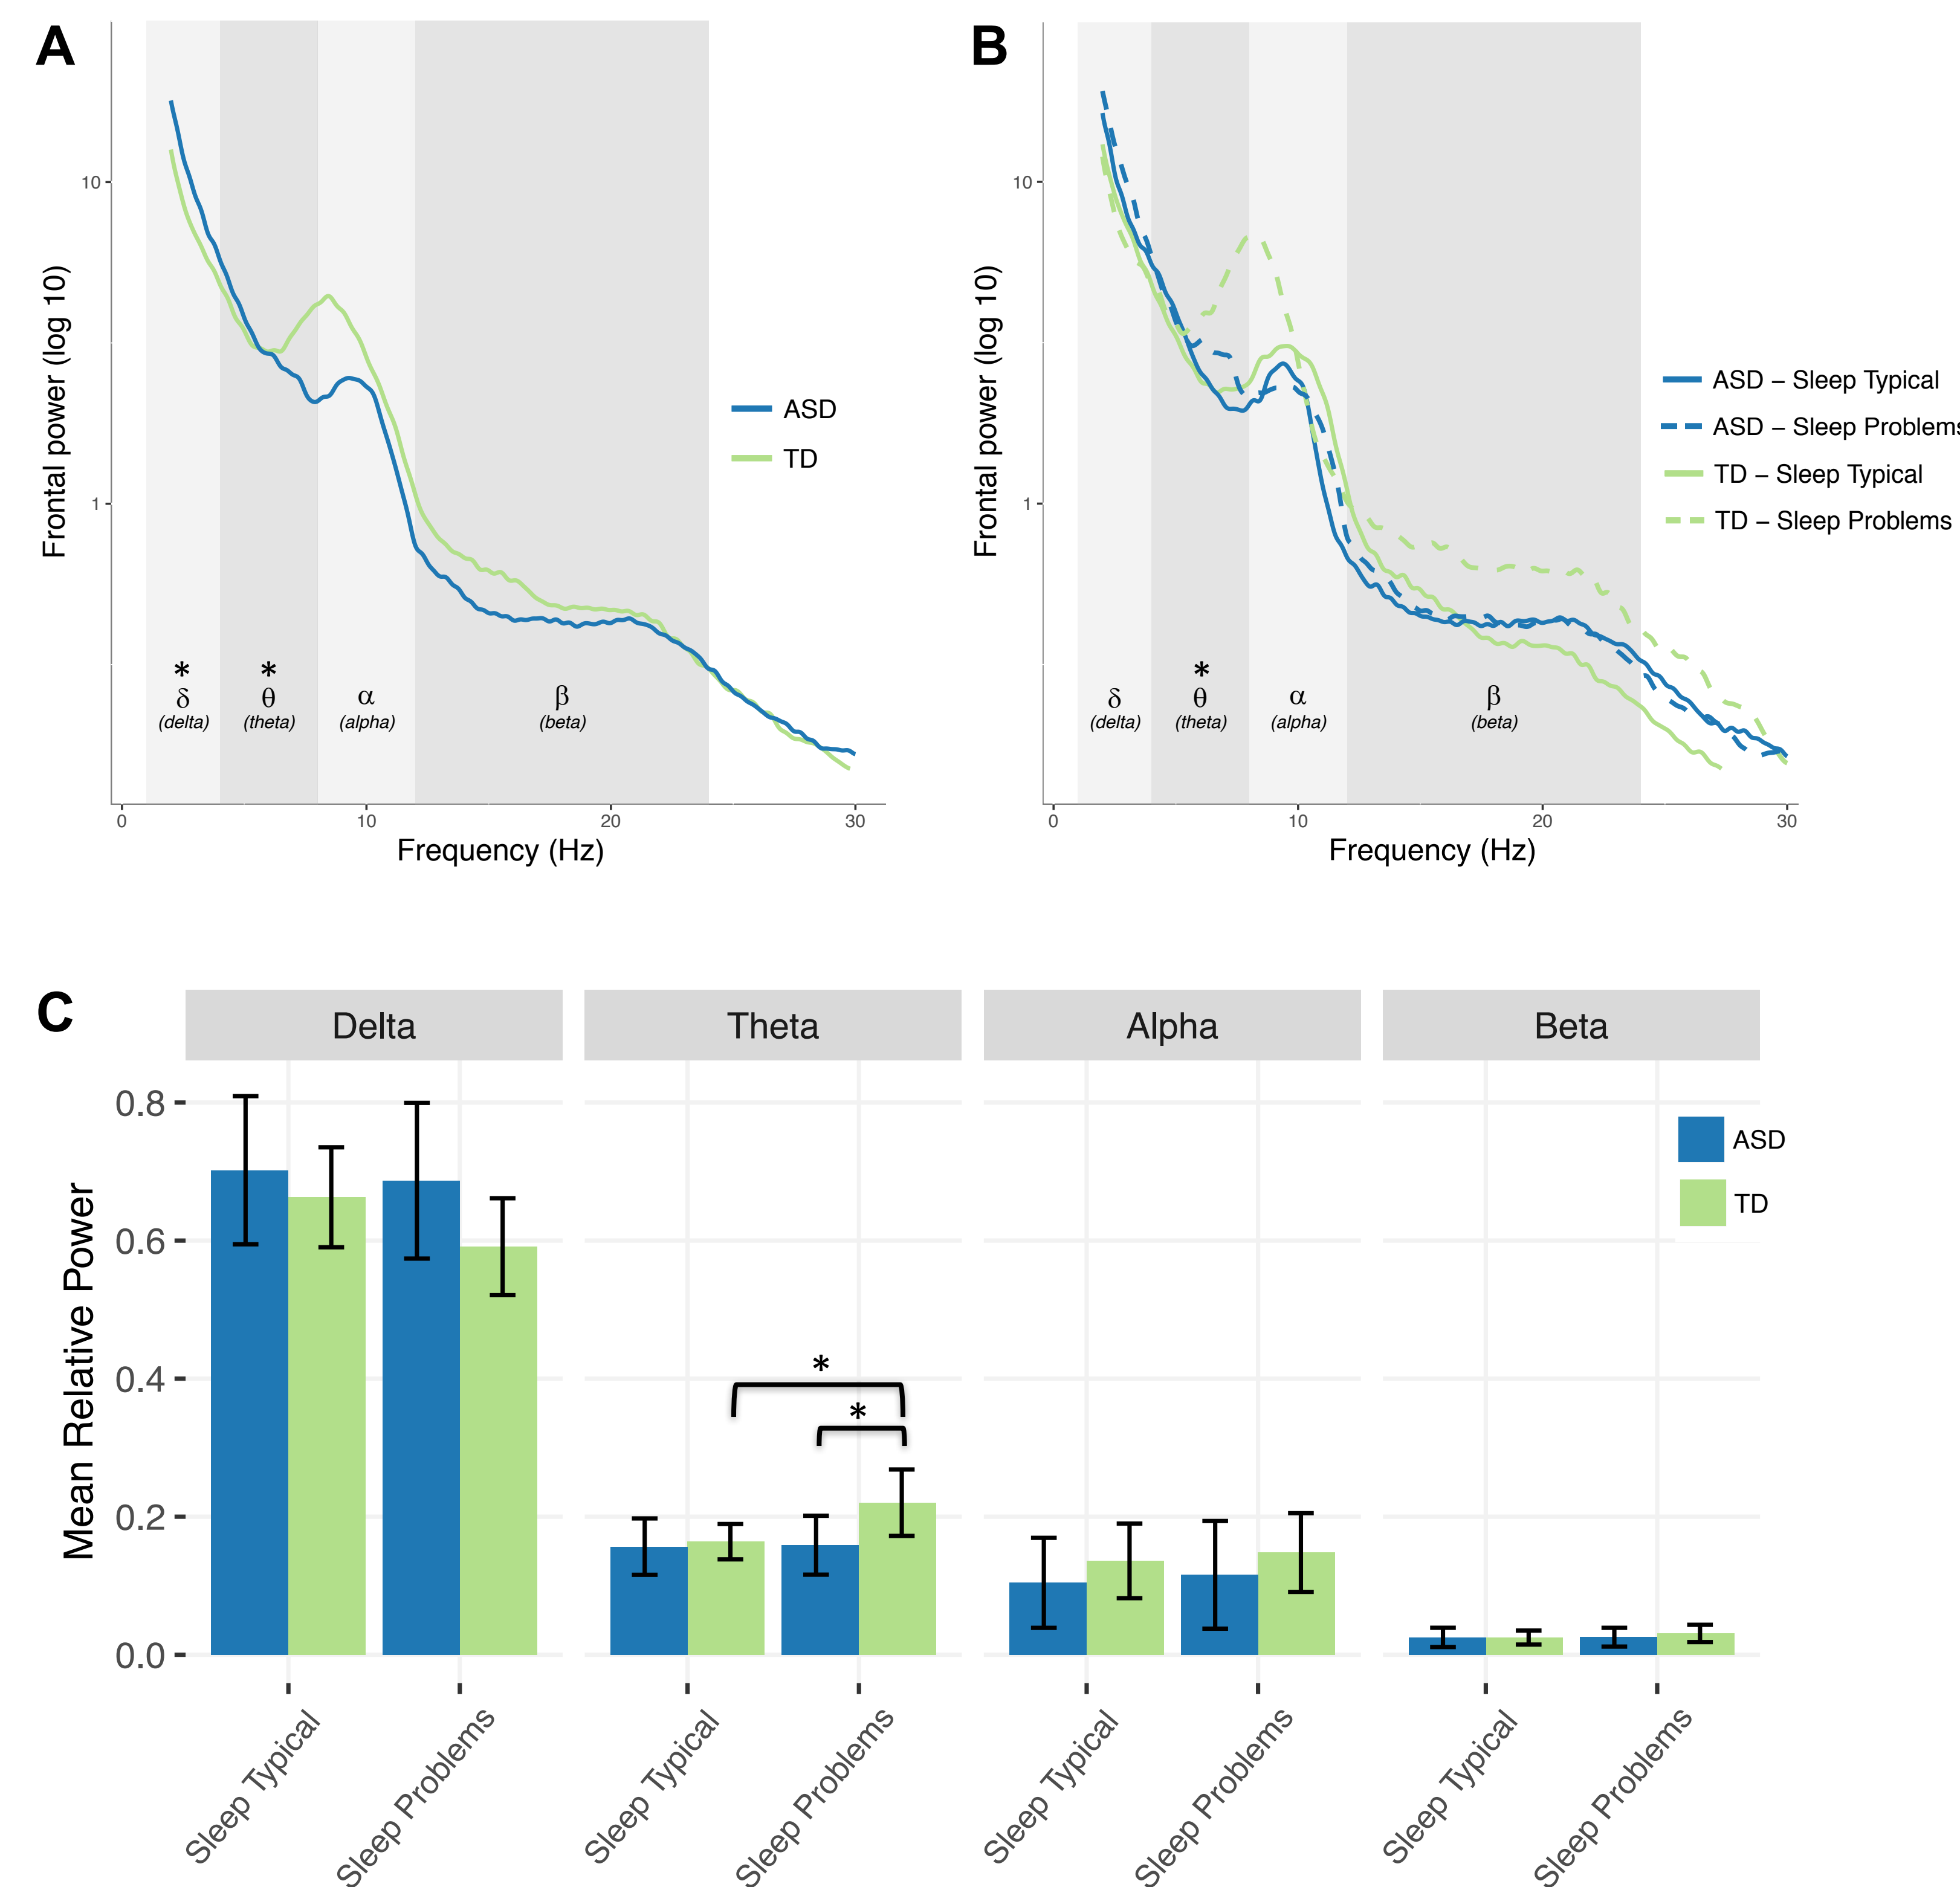 A
Frontal power (log 10)
10
1
*
*
δ
θ
α
β
(delta)
(theta)
(alpha)
(beta)
ASD
TD
0
10
20
30
Frequency (Hz)
B
Frontal power (log 10)
10
1
*
δ
θ
α
β
(delta)
(theta)
(alpha)
(beta)
ASD – Sleep Typical
ASD – Sleep Problems
TD – Sleep Typical
TD – Sleep Problems
0
10
20
30
Frequency (Hz)
C
Delta
Theta
Alpha
Beta
Mean Relative Power
0.8
0.6
0.4
0.2
0.0
*
*
ASD
TD
Sleep Typical
Sleep Problems
Sleep Typical
Sleep Problems
Sleep Typical
Sleep Problems
Sleep Typical
Sleep Problems